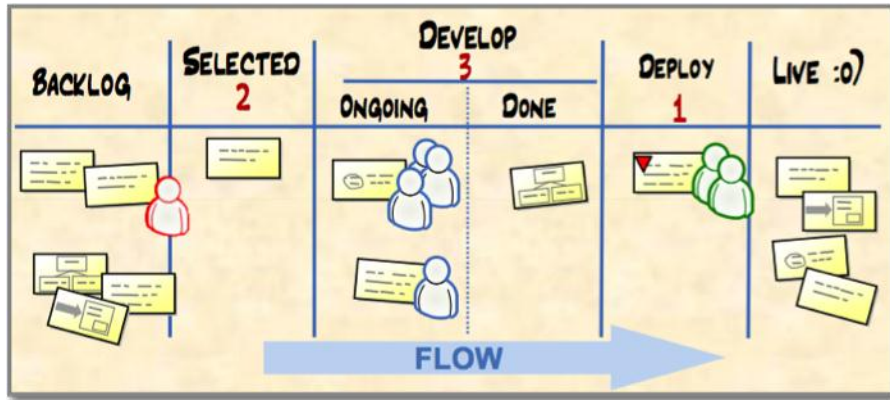 BACKLOG
SELECTED
2
DEVELOP
3
ONGOING
DONE
DEPLOY
1
LIVE :o)
FLOW